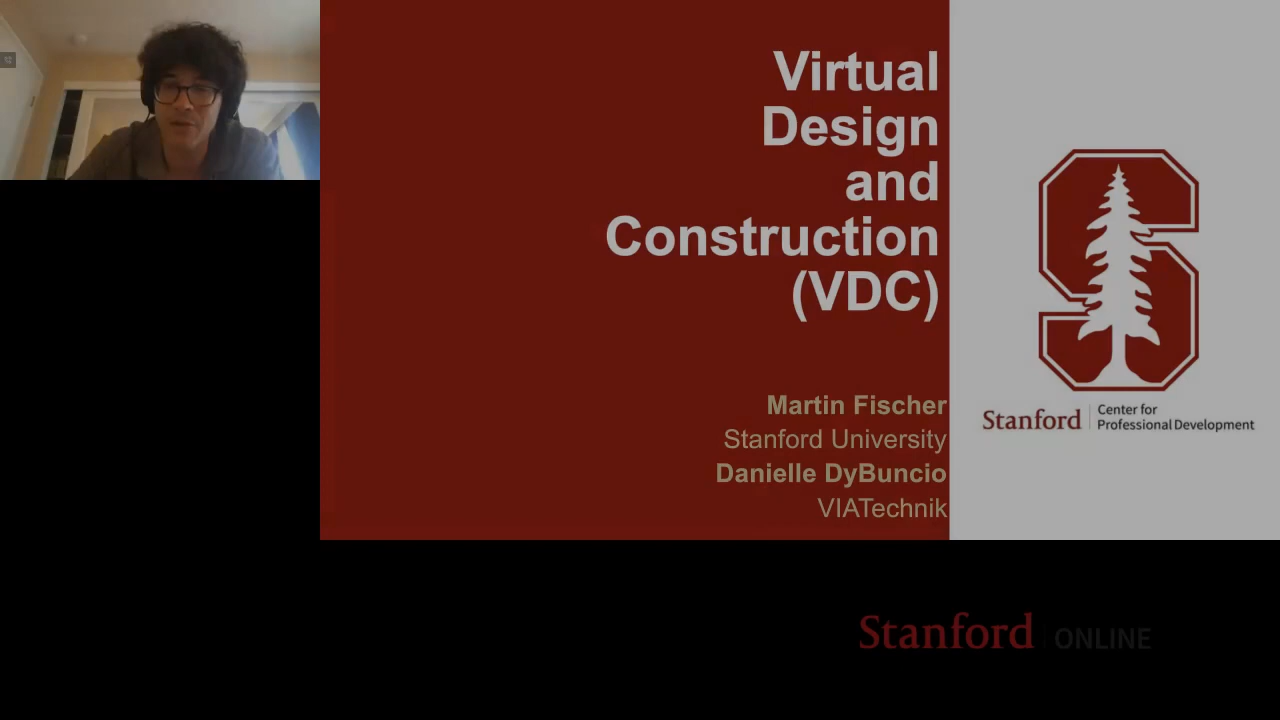 Virtual
Design
and
Construction
(VDC)
Martin Fischer
Stanford University
Danielle DyBuncio
VIATechnik
Stanford
Center for
Professional Development
Stanford ONLINE